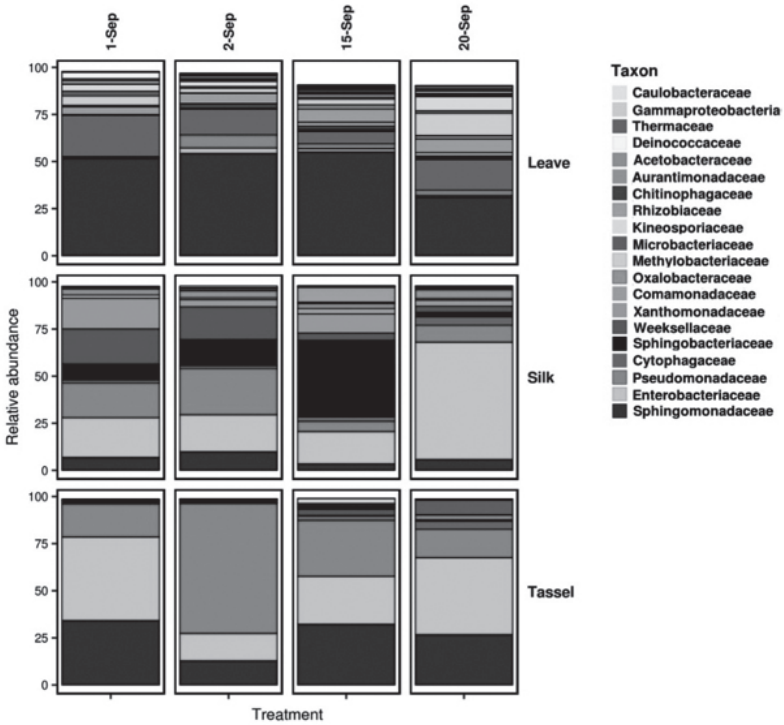 1-Sep
2-Sep
15-Sep
20-Sep
100
75
50
25
0
Leave
100
75
50
25
0
Silk
100
75
50
25
0
Tassel
Relative abundance
Treatment
Taxon
Caulobacteraceae
Gammaproteobacteria
Thermaceae
Deinococcaceae
Acetobacteraceae
Aurantimonadaceae
Chitinophagaceae
Rhizobiaceae
Kineosporiaceae
Microbacteriaceae
Methylobacteriaceae
Oxalobacteraceae
Comamonadaceae
Xanthomonadaceae
Weeksellaceae
Sphingobacteriaceae
Cytophagaceae
Pseudomonadaceae
Enterobacteriaceae
Sphingomonadaceae